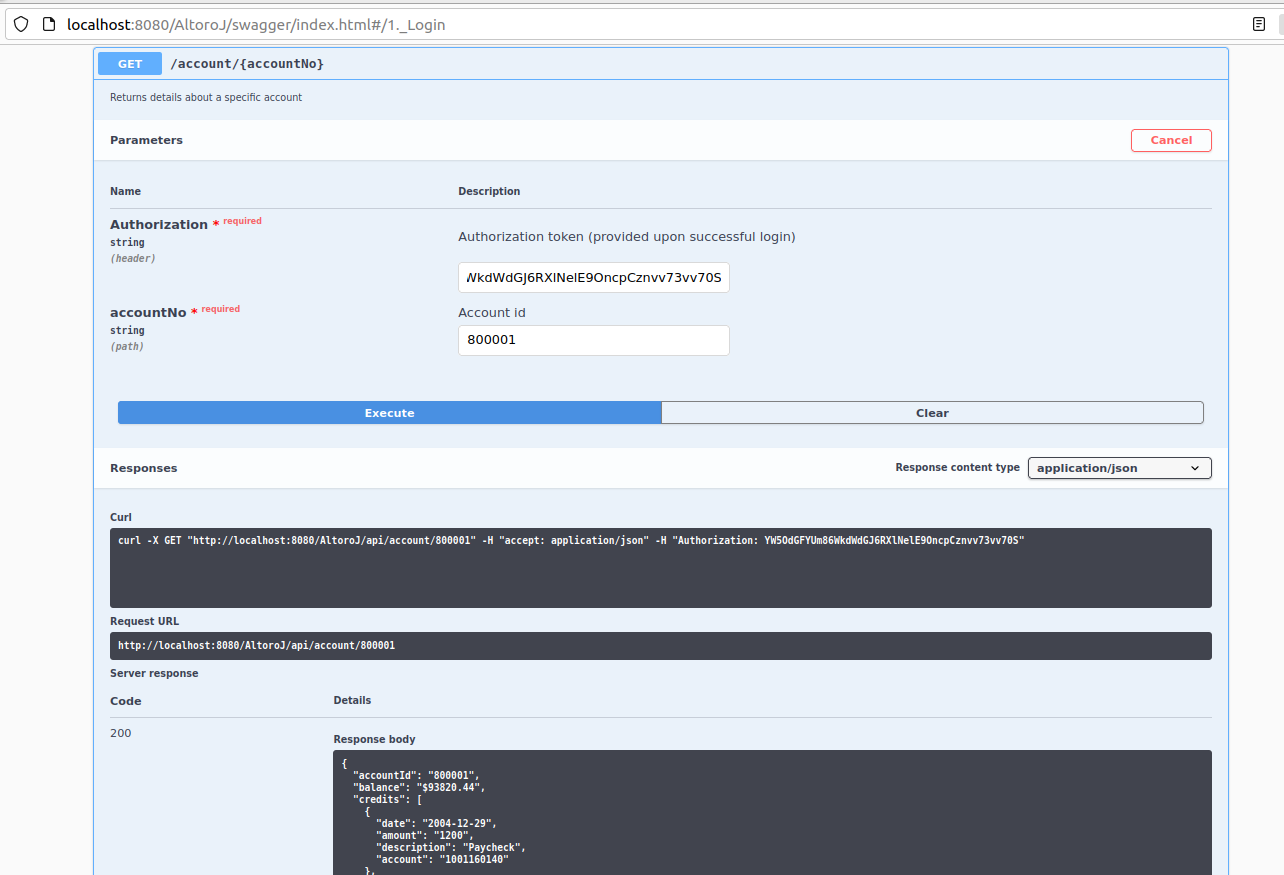 localhost:8080/AltoroJ/swagger/index.html#/1._Login
GET /account/{accountNo}
Returns details about a specific account
Parameters
Cancel
Name Description
Authorization * required
string
(header)
Authorization token (provided upon successful login)
WkdWdGJ6RXlNelE9OncpCznvv73vv70S
accountNo * required
string
(path)
Account id
800001
Execute Clear
Responses Response content type application/json
Curl
curl -X GET "http://localhost:8080/AltoroJ/api/account/800001" -H "accept: application/json" -H "Authorization: YW5OdGFYUm86WkdWdGJ6RXlNelE9OncpCznvv73vv70S"
Request URL
http://localhost:8080/AltoroJ/api/account/800001
Server response
Code Details
200
Response body
{
"accountId": "800001",
"balance": "$93820.44",
"credits": [
{
"date": "2004-12-29",
"amount": "1200",
"description": "Paycheck",
"account": "1001160140"
},